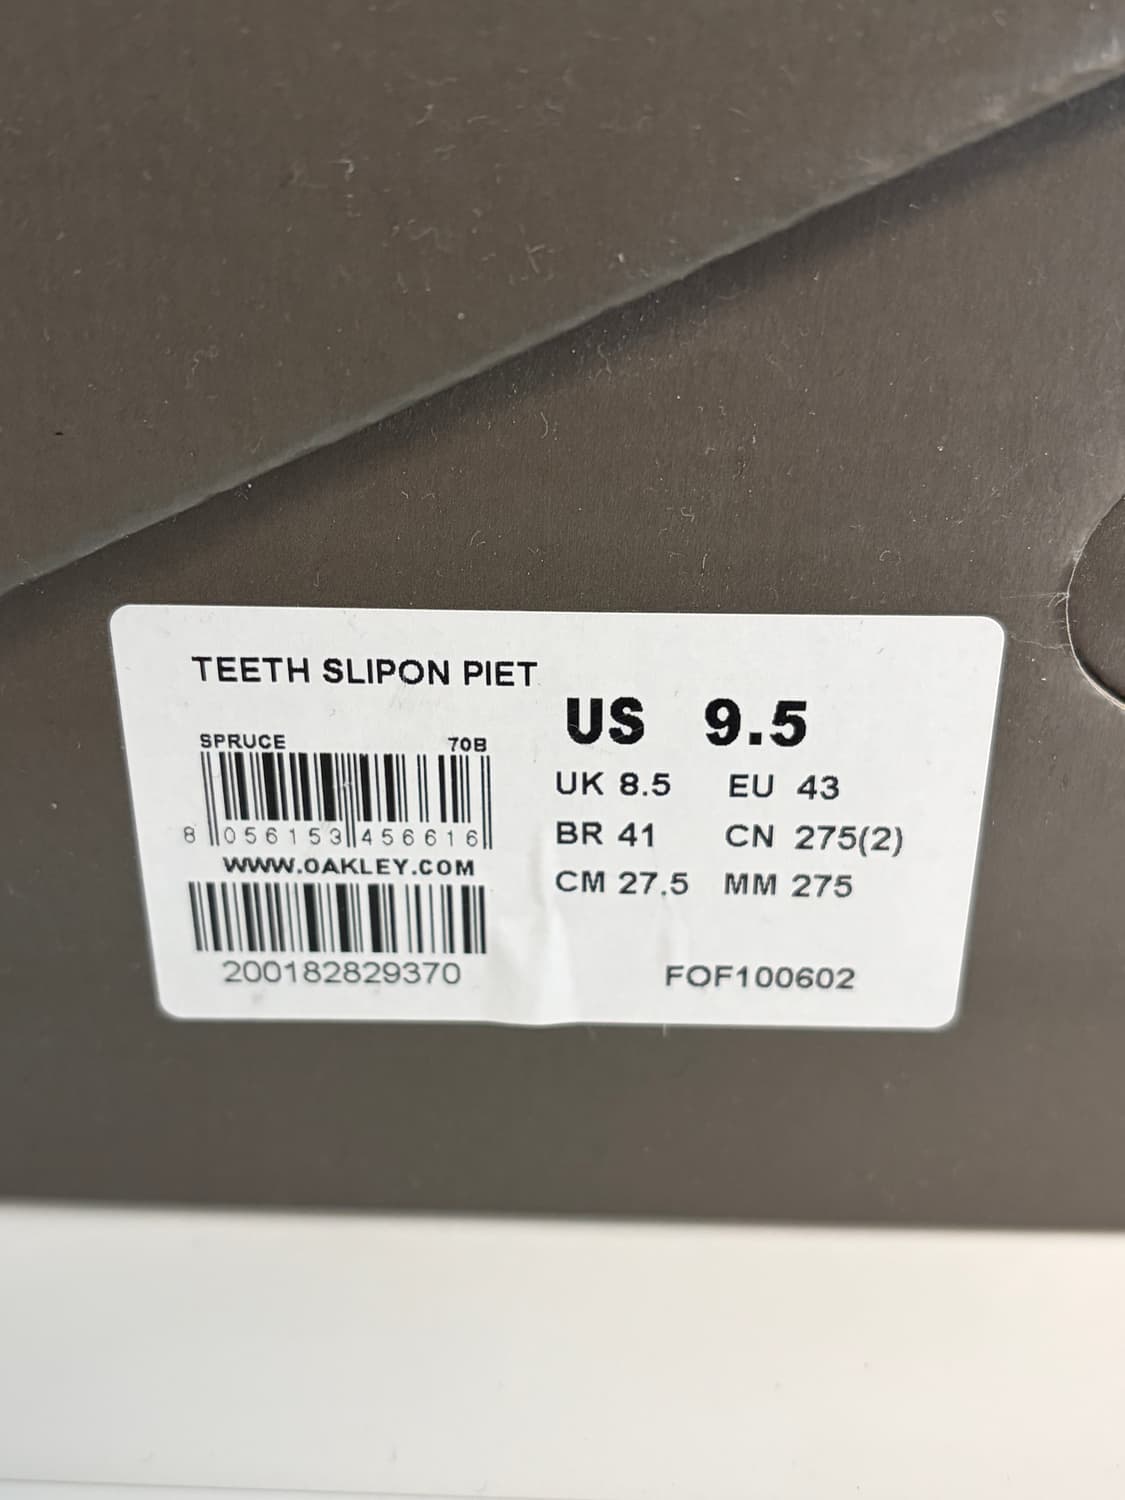 TEETH SLIPON PIET
US 9.5
SPRUCE 70B
UK 8.5 EU 43
8 056153 456616
BR 41 CN 275(2)
WWW.OAKLEY.COM
CM 27.5 MM 275
200182829370
FOF100602